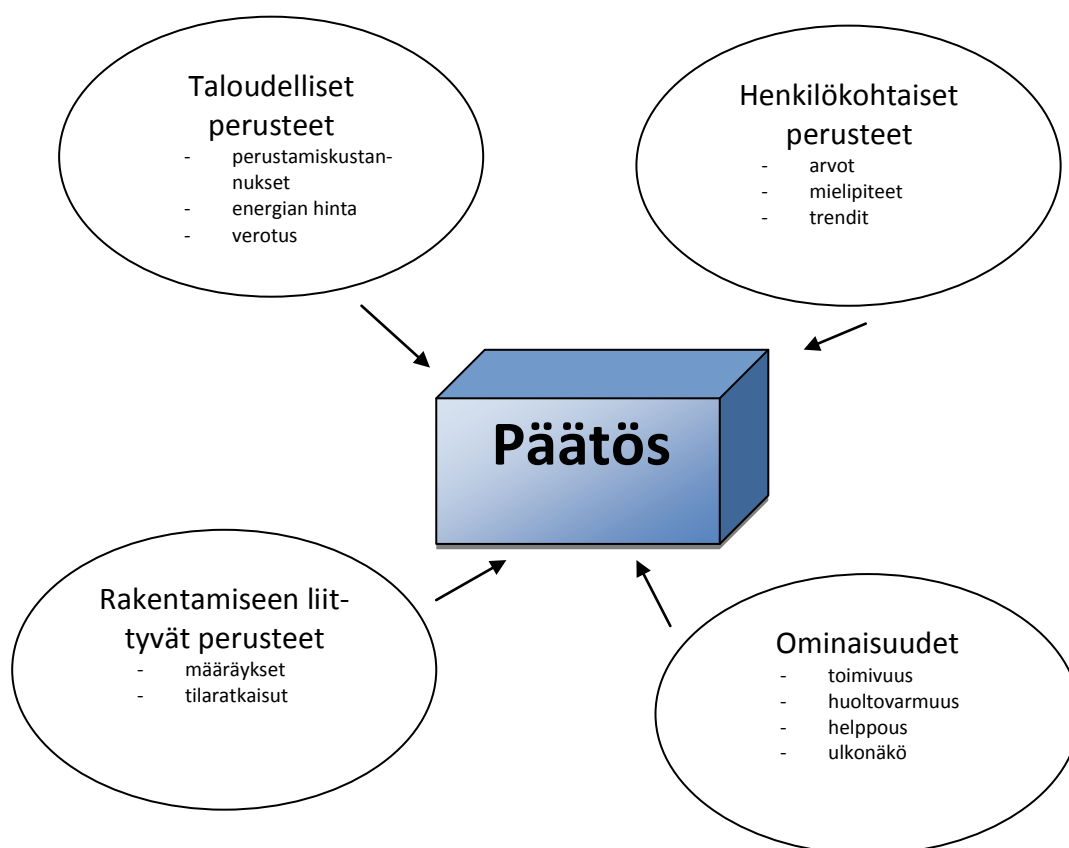 Taloudelliset
perusteet
- perustamiskustan-
nukset
- energian hinta
- verotus
Henkilökohtaiset
perusteet
- arvot
- mielipiteet
- trendit
Päätös
Rakentamiseen liit-
tyvät perusteet
- määräykset
- tilaratkaisut
Ominaisuudet
- toimivuus
- huoltovarmuus
- helppous
- ulkonäkö